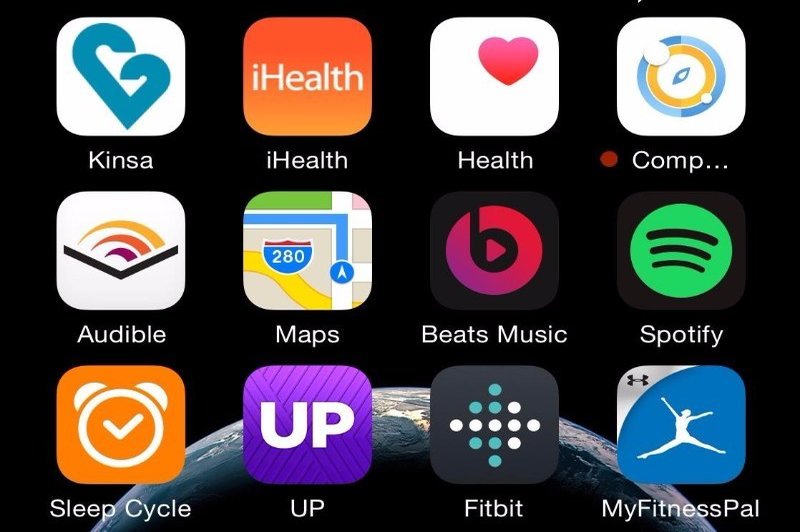 iHealth
Kinsa
iHealth
Health
Comp...
280
Audible
Maps
Beats Music
Spotify
UP
Sleep Cycle
UP
Fitbit
MyFitnessPal